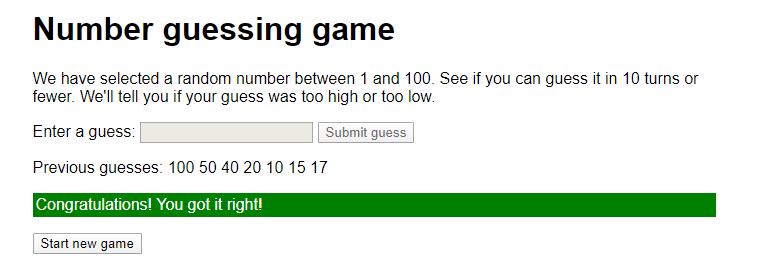 Number guessing game
We have selected a random number between 1 and 100. See if you can guess it in 10 turns or
fewer. We'll tell you if your guess was too high or too low.
Enter a guess: Submit guess
Previous guesses: 100 50 40 20 10 15 17
Congratulations! You got it right!
Start new game